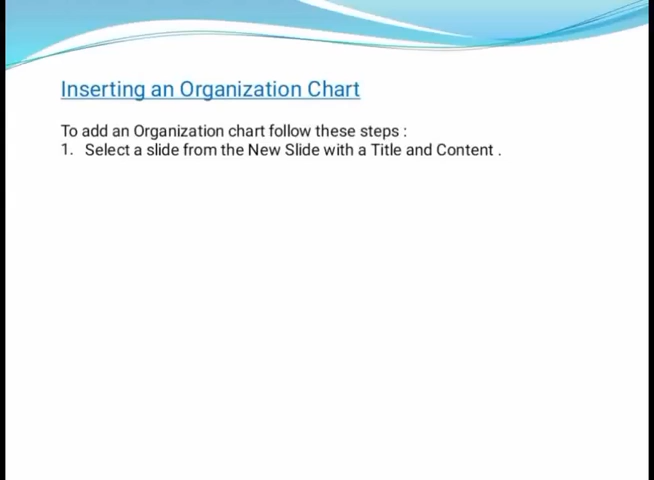 Inserting an Organization Chart
To add an Organization chart follow these steps :
1. Select a slide from the New Slide with a Title and Content .